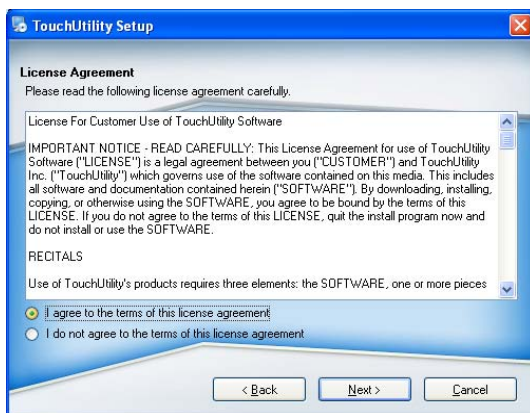 TouchUtility Setup
License Agreement
Please read the following license agreement carefully.
License For Customer Use of TouchUtility Software
IMPORTANT NOTICE - READ CAREFULLY: This License Agreement for use of TouchUtility
Software ("LICENSE") is a legal agreement between you ("CUSTOMER") and TouchUtility
Inc. ("TouchUtility") which governs use of the software contained on this media. This includes
all software and documentation contained herein ("SOFTWARE"). By downloading, installing,
copying, or otherwise using the SOFTWARE, you agree to be bound by the terms of this
LICENSE. If you do not agree to the terms of this LICENSE, quit the install program now and
do not install or use the SOFTWARE.
RECITALS
Use of TouchUtility's products requires three elements: the SOFTWARE, one or more pieces
I agree to the terms of this license agreement
I do not agree to the terms of this license agreement
< Back Next > Cancel